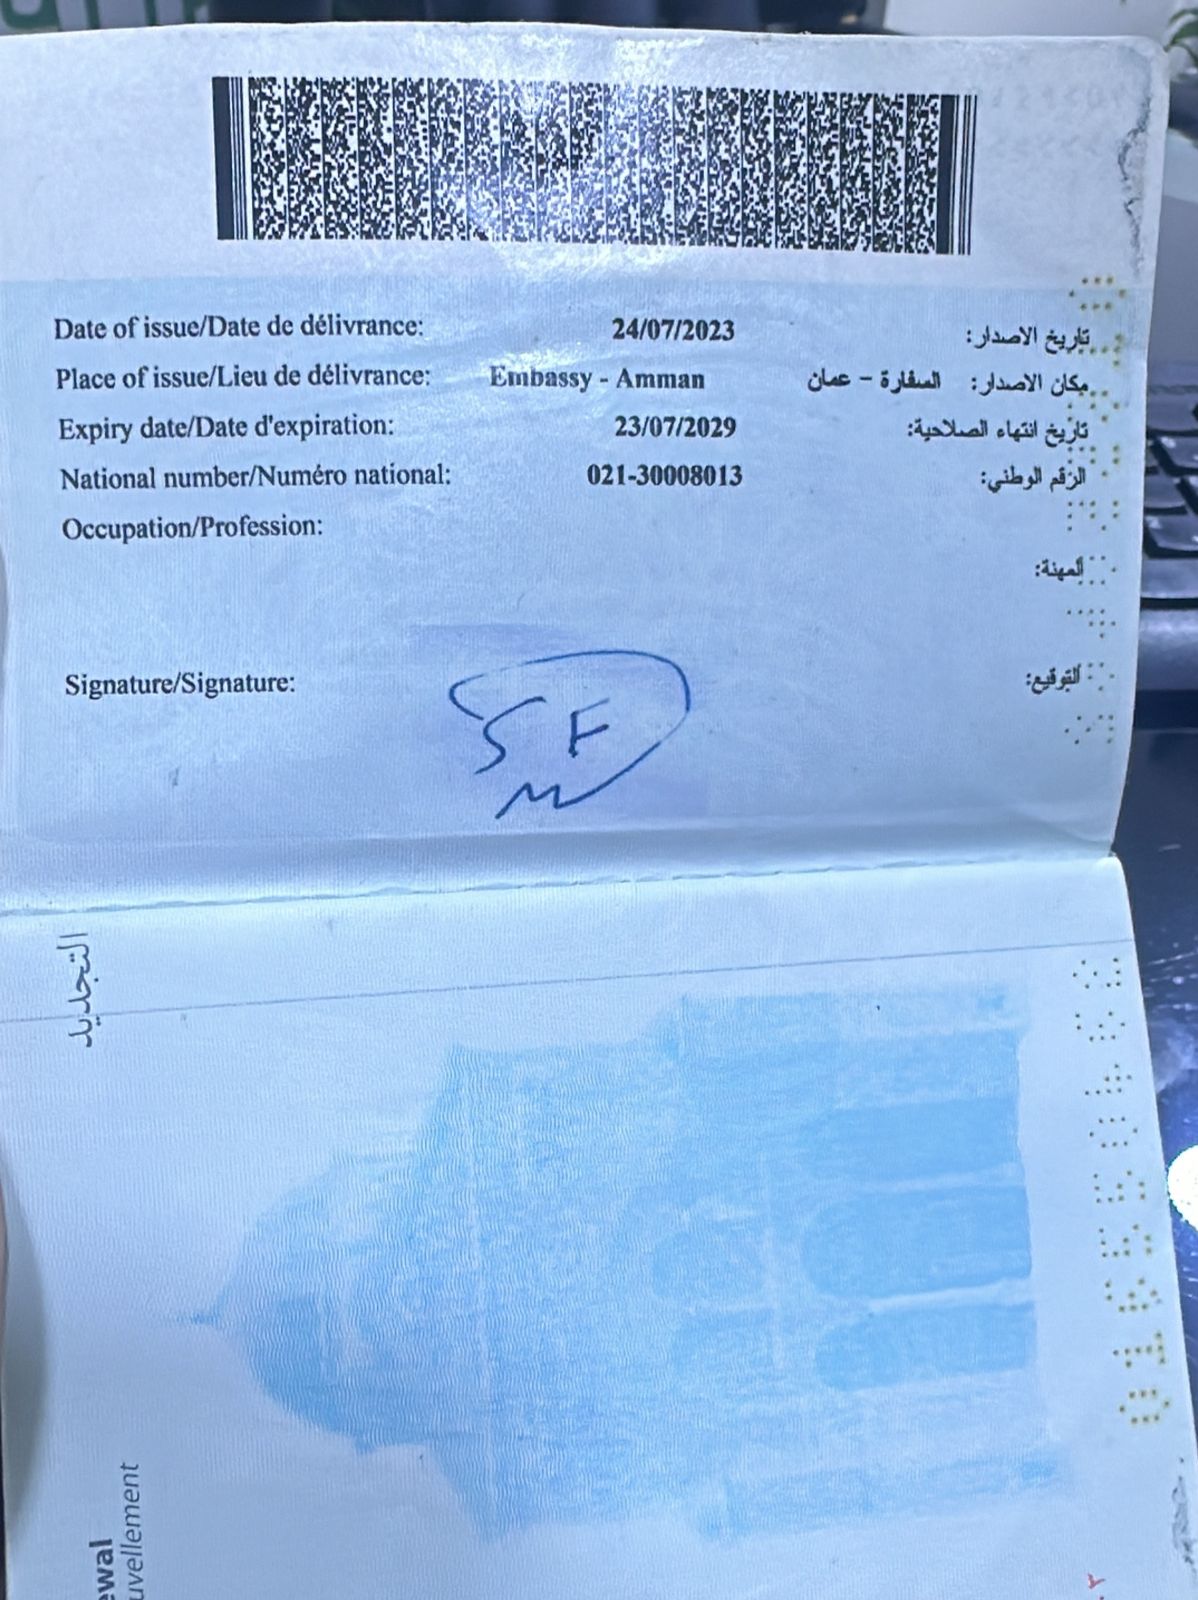 Date of issue/Date de délivrance: 24/07/2023 تاريخ الاصدار:
Place of issue/Lieu de délivrance: Embassy - Amman السفارة - عمان مكان الاصدار:
Expiry date/Date d'expiration: 23/07/2029 تاريخ انتهاء الصلاحية:
National number/Numéro national: 021-30008013 الرقم الوطني:
Occupation/Profession:
المهنة:
Signature/Signature: التوقيع:
S F
التجديد
ewal
uvellement